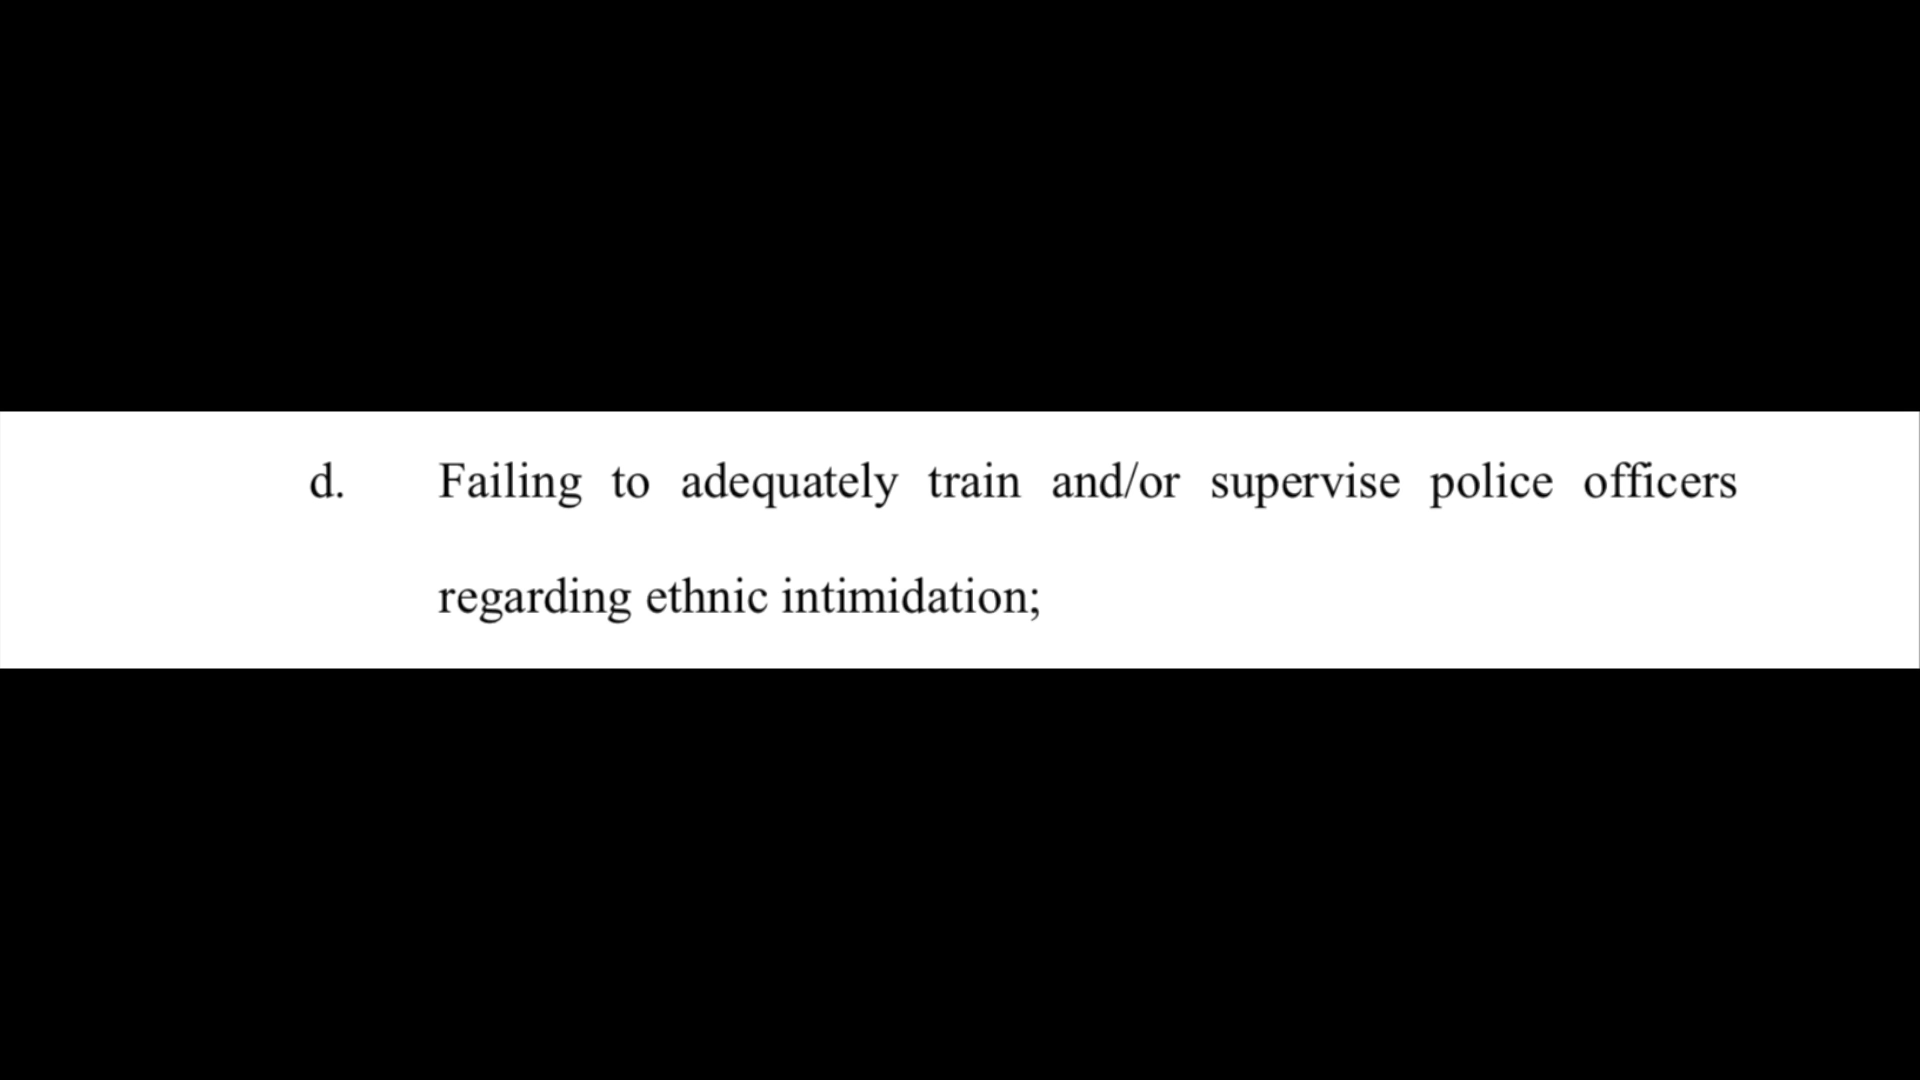 d. Failing to adequately train and/or supervise police officers
regarding ethnic intimidation;